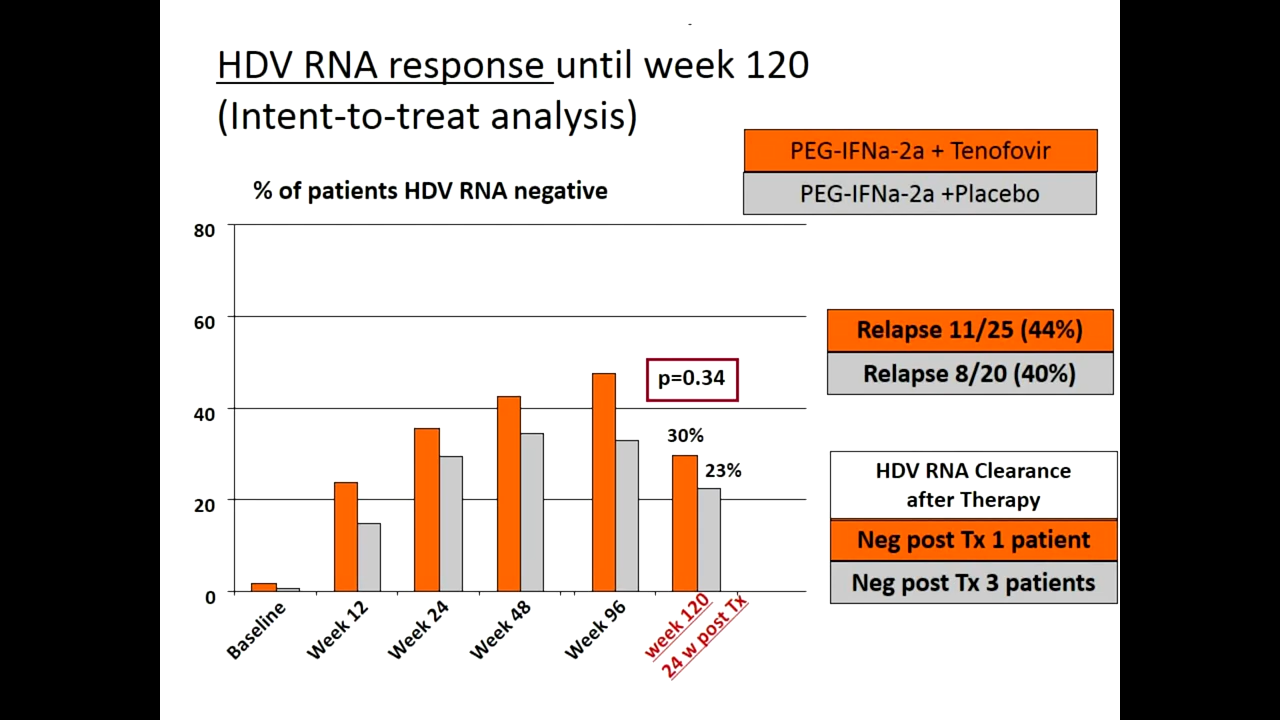 HDV RNA response until week 120
(Intent-to-treat analysis)
PEG-IFNa-2a + Tenofovir
PEG-IFNa-2a +Placebo
% of patients HDV RNA negative
80
60
40
20
0
p=0.34
30%
23%
Baseline
Week 12
Week 24
Week 48
Week 96
week 120
24 w post Tx
Relapse 11/25 (44%)
Relapse 8/20 (40%)
HDV RNA Clearance
after Therapy
Neg post Tx 1 patient
Neg post Tx 3 patients